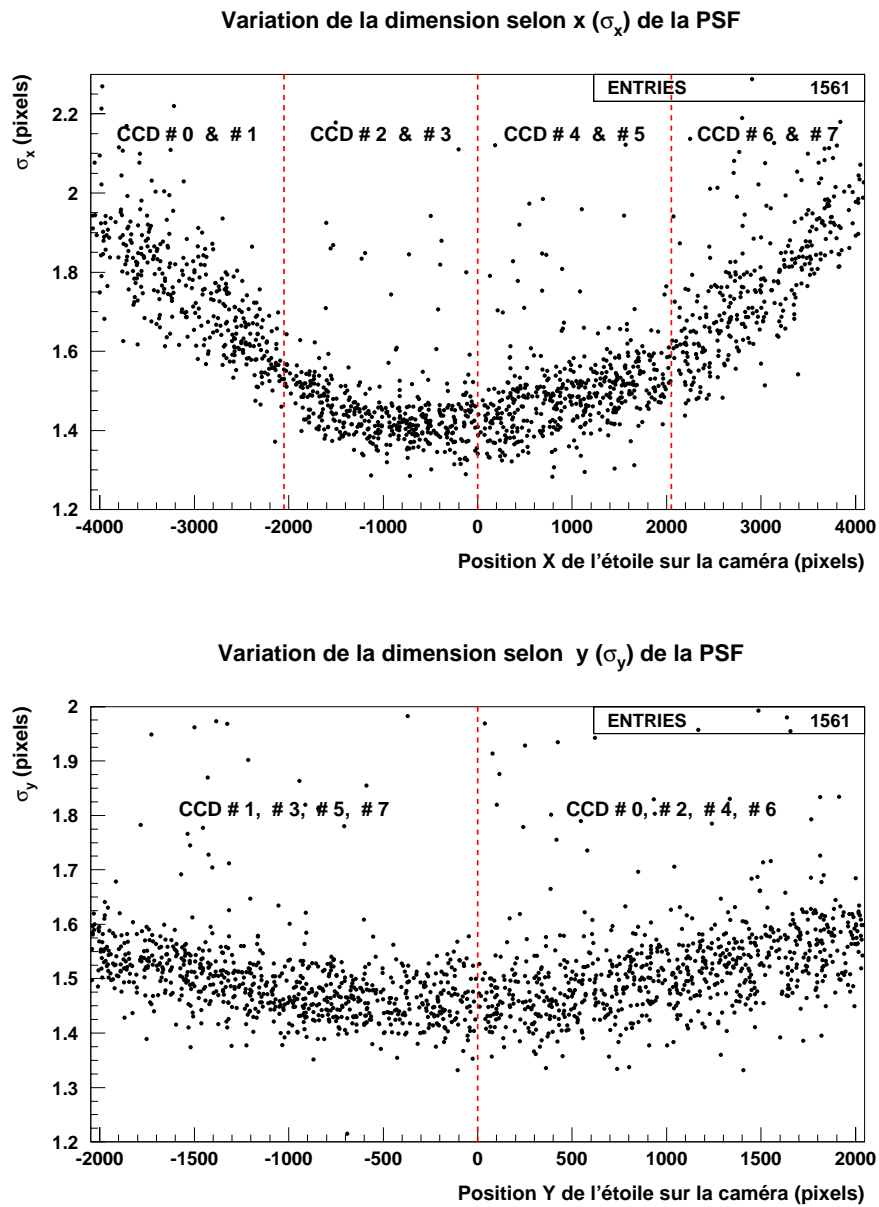 Variation de la dimension selon x (σx) de la PSF
σx (pixels)
ENTRIES 1561
CCD # 0 & # 1 CCD # 2 & # 3 CCD # 4 & # 5 CCD # 6 & # 7
2.2
2
1.8
1.6
1.4
1.2
-4000 -3000 -2000 -1000 0 1000 2000 3000 4000
Position X de l'étoile sur la caméra (pixels)
Variation de la dimension selon y (σy) de la PSF
σy (pixels)
ENTRIES 1561
CCD # 1, # 3, # 5, # 7 CCD # 0, # 2, # 4, # 6
2
1.9
1.8
1.7
1.6
1.5
1.4
1.3
1.2
-2000 -1500 -1000 -500 0 500 1000 1500 2000
Position Y de l'étoile sur la caméra (pixels)